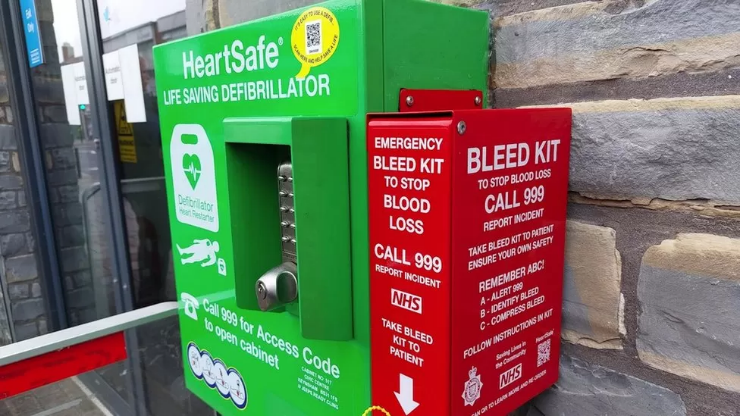 HeartSafe®
LIFE SAVING DEFIBRILLATOR
Defibrillator
Heart Restarter
Call 999 for Access Code
to open cabinet
EMERGENCY
BLEED KIT
TO STOP
BLOOD
LOSS
CALL 999
REPORT INCIDENT
NHS
TAKE BLEED
KIT TO
PATIENT
BLEED KIT
TO STOP BLOOD LOSS
CALL 999
REPORT INCIDENT
TAKE BLEED KIT TO PATIENT
ENSURE YOUR OWN SAFETY
REMEMBER ABC!
A - ALERT 999
B - IDENTIFY BLEED
C - COMPRESS BLEED
FOLLOW INSTRUCTIONS IN KIT
Saving Lives in
the Community
HeartSafe
NHS